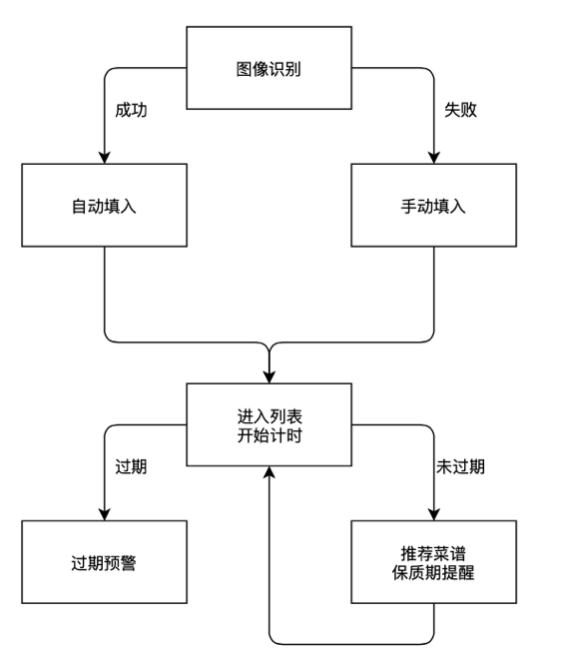 图像识别
成功
失败
自动填入
手动填入
进入列表
开始计时
过期
未过期
过期预警
推荐菜谱
保质期提醒